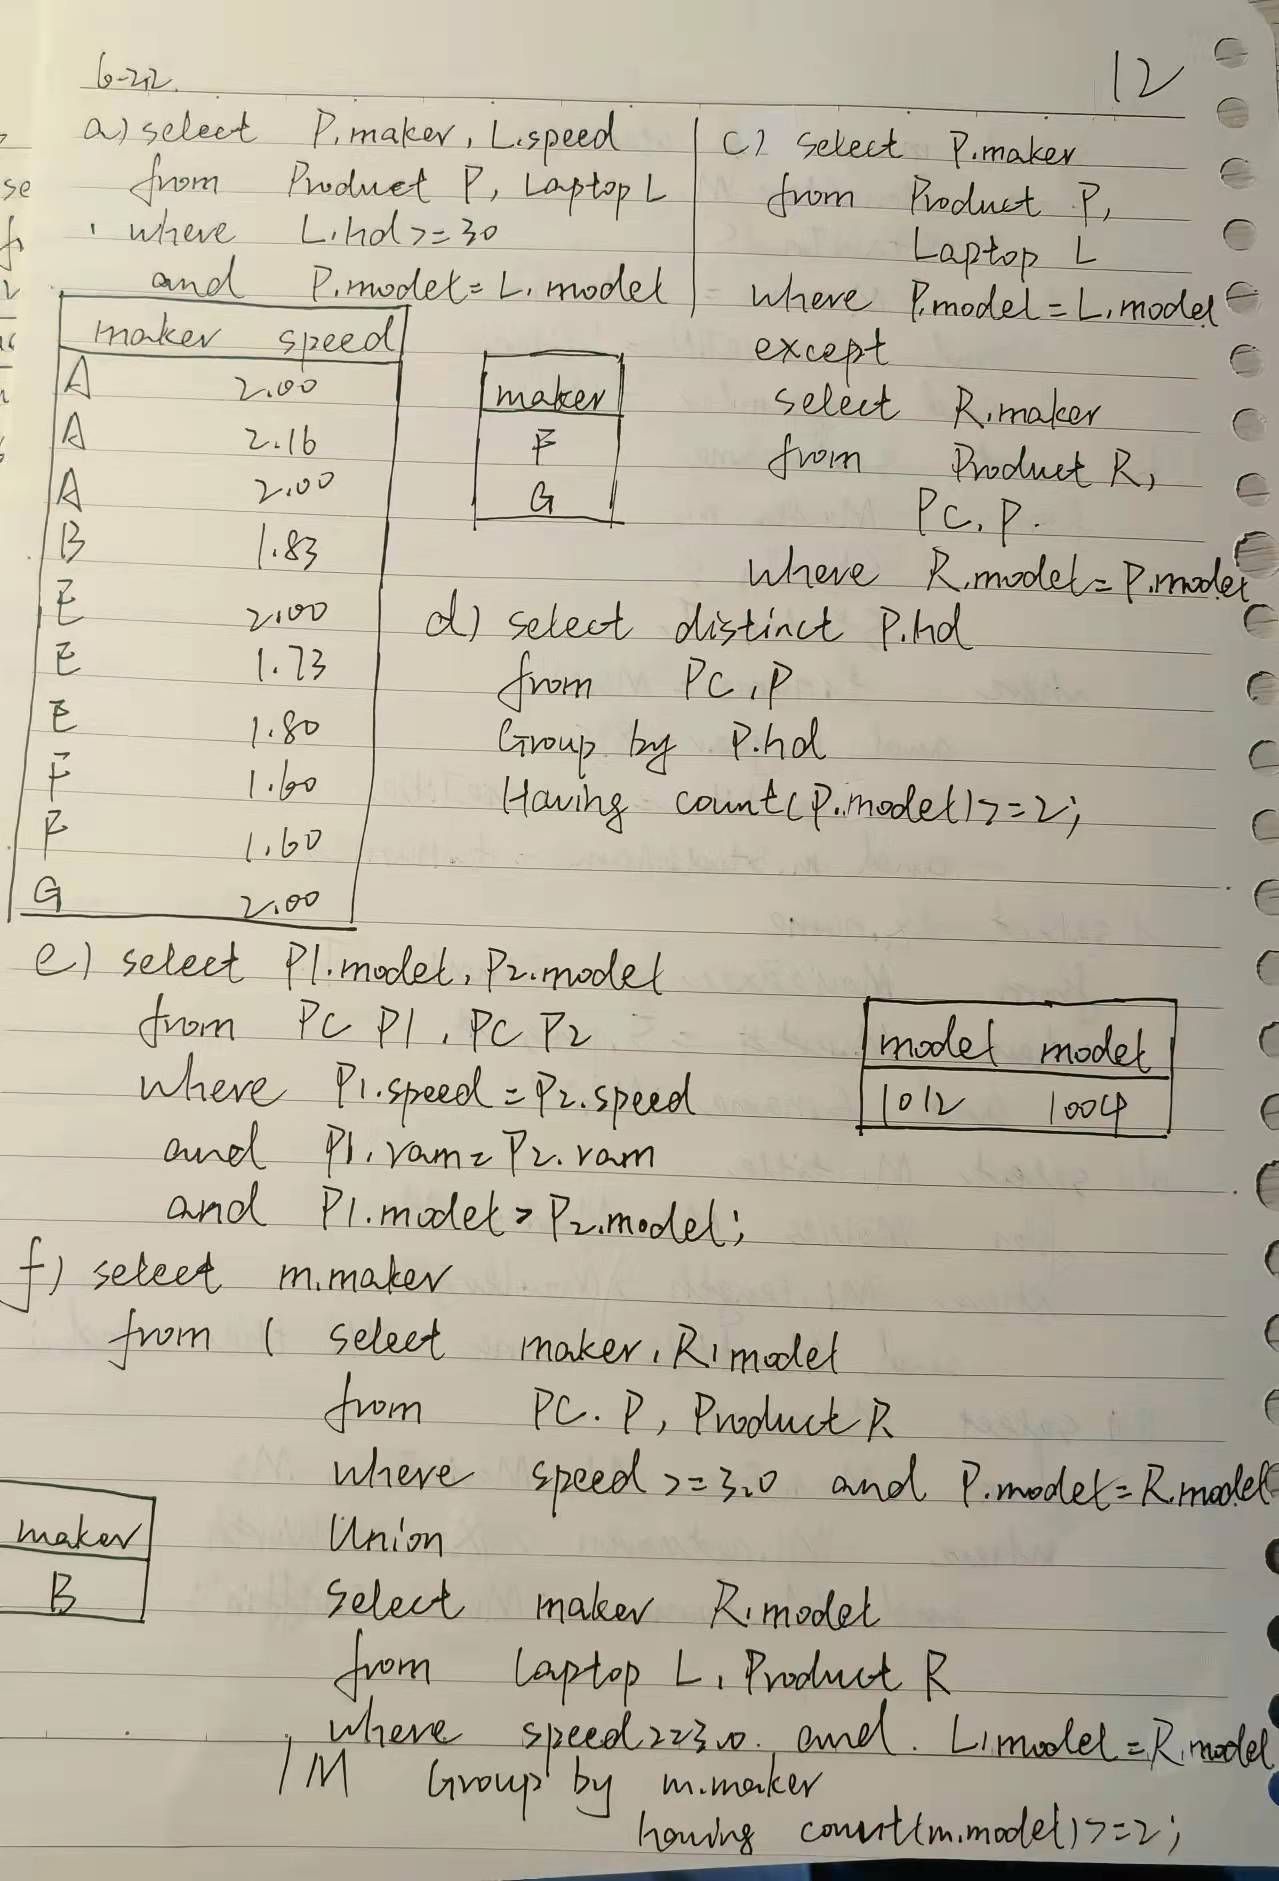 6-2.2.
12
a) select P.maker, L.speed
from Product P, Laptop L
where L.hd >= 30
and P.model = L.model
maker speed
A 2.00
A 2.16
A 2.00
B 1.83
E 2.00
E 1.73
E 1.80
F 1.60
F 1.60
G 2.00
c) select P.maker
from Product P,
Laptop L
where P.model = L.model
except
select R.maker
from Product R,
PC.P.
where R.model = P.model
maker
F
G
d) select distinct P.hd
from PC,P
Group by P.hd
Having count(P.model) >= 2;
e) select P1.model, P2.model
from PC P1, PC P2
where P1.speed = P2.speed
and P1.ram = P2.ram
and P1.model > P2.model;
model model
1012 1004
f) select m.maker
from ( select maker, R.model
from PC.P, Product R
where speed >= 3.0 and P.model = R.model
Union
select maker R.model
from Laptop L, Product R
where speed >= 3.0. and. L.model = R.model
) M Group by m.maker
having count(m.model) >= 2;
maker
B